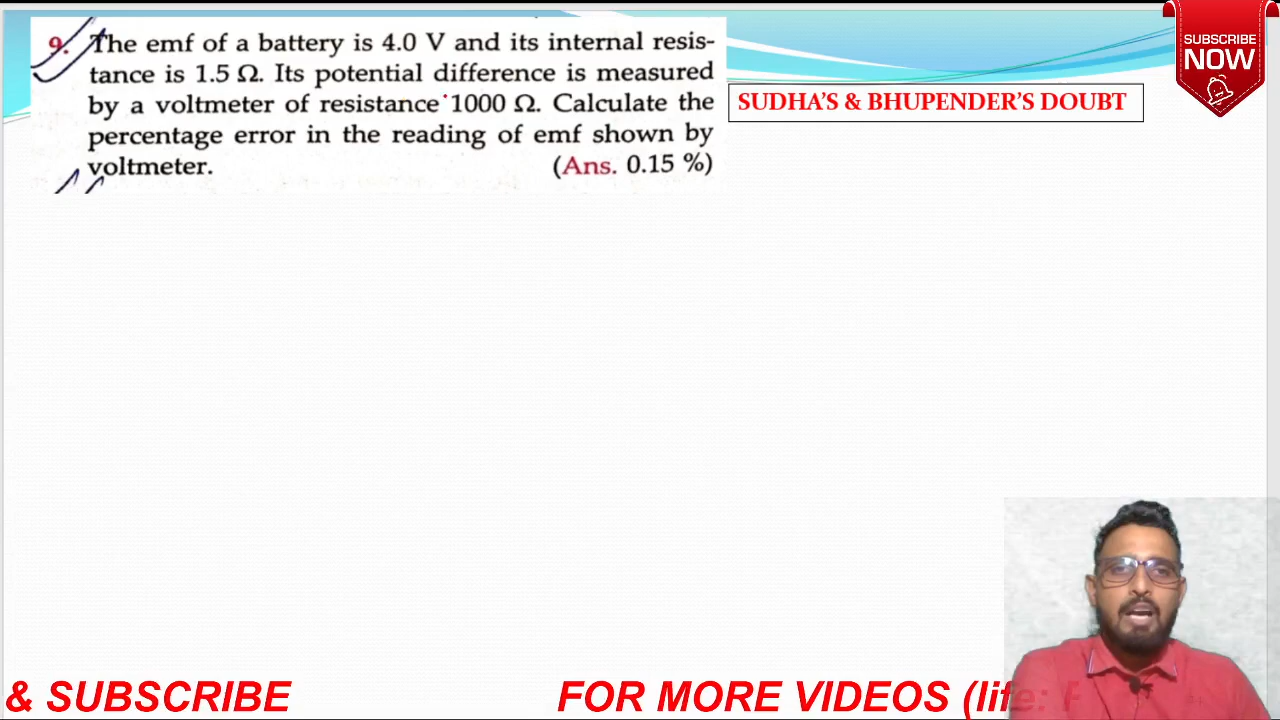 9. The emf of a battery is 4.0 V and its internal resis-
tance is 1.5 Ω. Its potential difference is measured
by a voltmeter of resistance 1000 Ω. Calculate the
percentage error in the reading of emf shown by
voltmeter. (Ans. 0.15 %)
SUBSCRIBE
NOW
SUDHA'S & BHUPENDER'S DOUBT
& SUBSCRIBE FOR MORE VIDEOS (life: